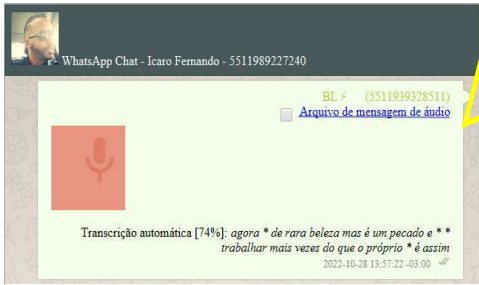 WhatsApp Chat - Icaro Fernando - 5511989227240
BL⚡ (5511939328511)
Arquivo de mensagem de áudio
Transcrição automática [74%]: agora * de rara beleza mas é um pecado e * *
trabalhar mais vezes do que o próprio * é assim
2022-10-28 13:57:22 -03:00